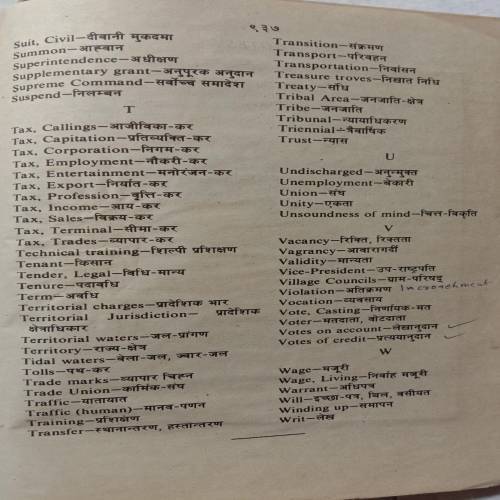 ९.३७
Suit, Civil—दीवानी मुकदमा
Summon—आह्वान
Superintendence—अधीक्षण
Supplementary grant—अनुपूरक अनुदान
Supreme Command—सर्वोच्च समादेश
Suspend—निलम्बन
T
Tax, Callings—आजीविका-कर
Tax, Capitation—प्रतिव्यक्ति-कर
Tax, Corporation—निगम-कर
Tax, Employment—नौकरी-कर
Tax, Entertainment—मनोरंजन-कर
Tax, Export—निर्यात-कर
Tax, Profession—वृत्ति-कर
Tax, Income—आय-कर
Tax, Sales—विक्रय-कर
Tax, Terminal—सीमा-कर
Tax, Trades—व्यापार-कर
Technical training—शिल्पी प्रशिक्षण
Tenant—किसान
Tender, Legal—विधि-मान्य
Tenure—पदावधि
Term—अवधि
Territorial charges—प्रादेशिक भार
Territorial Jurisdiction—प्रादेशिक
क्षेत्राधिकार
Territorial waters—जल-प्रांगण
Territory—राज्य-क्षेत्र
Tidal waters—बेला-जल, ज्वार-जल
Tolls—पथ-कर
Trade marks—व्यापार चिह्न
Trade Union—कार्मिक-संघ
Traffic—यातायात
Traffic (human)—मानव-पणन
Training—प्रशिक्षण
Transfer—स्थानान्तरण, हस्तान्तरण
Transition—संक्रमण
Transport—परिवहन
Transportation—निर्वासन
Treasure troves—निखात निधि
Treaty—संधि
Tribal Area—जनजाति-क्षेत्र
Tribe—जनजाति
Tribunal—न्यायाधिकरण
Triennial—त्रैवार्षिक
Trust—न्यास
U
Undischarged—अनुन्मुक्त
Unemployment—बेकारी
Union—संघ
Unity—एकता
Unsoundness of mind—चित्त-विकृति
V
Vacancy—रिक्ति, रिक्तता
Vagrancy—आवारागर्दी
Validity—मान्यता
Vice-President—उप-राष्ट्रपति
Village Councils—ग्राम-परिषद्
Violation—अतिक्रमण Incroachment
Vocation—व्यवसाय
Vote, Casting—निर्णायक-मत
Voter—मतदाता, वोटदाता
Votes on account—लेखानुदान
Votes of credit—प्रत्ययानुदान
W
Wage—मजूरी
Wage, Living—निर्वाह मजूरी
Warrant—अधिपत्र
Will—इच्छा-पत्र, विल, वसीयत
Winding up—समापन
Writ—लेख